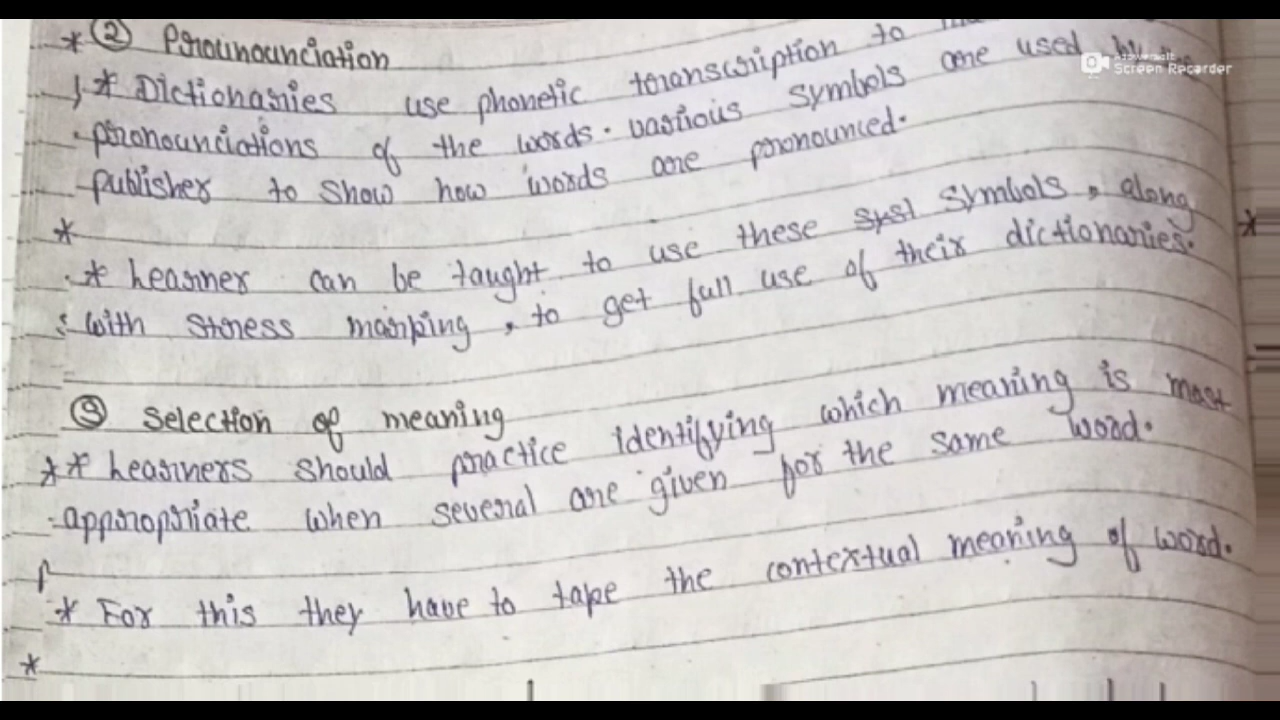 * ② Pronounciation
* Dictionaries use phonetic transcription to
pronounciations of the words. various symbols are used by
publisher to show how words are pronounced.
*
* Learner can be taught to use these syst symbols, along
with stress marking, to get full use of their dictionaries.
③ Selection of meaning
* * Learners should practice identifying which meaning is most
appropriate when several are given for the same word.
* For this they have to take the contextual meaning of word.
*
Screen Recorder